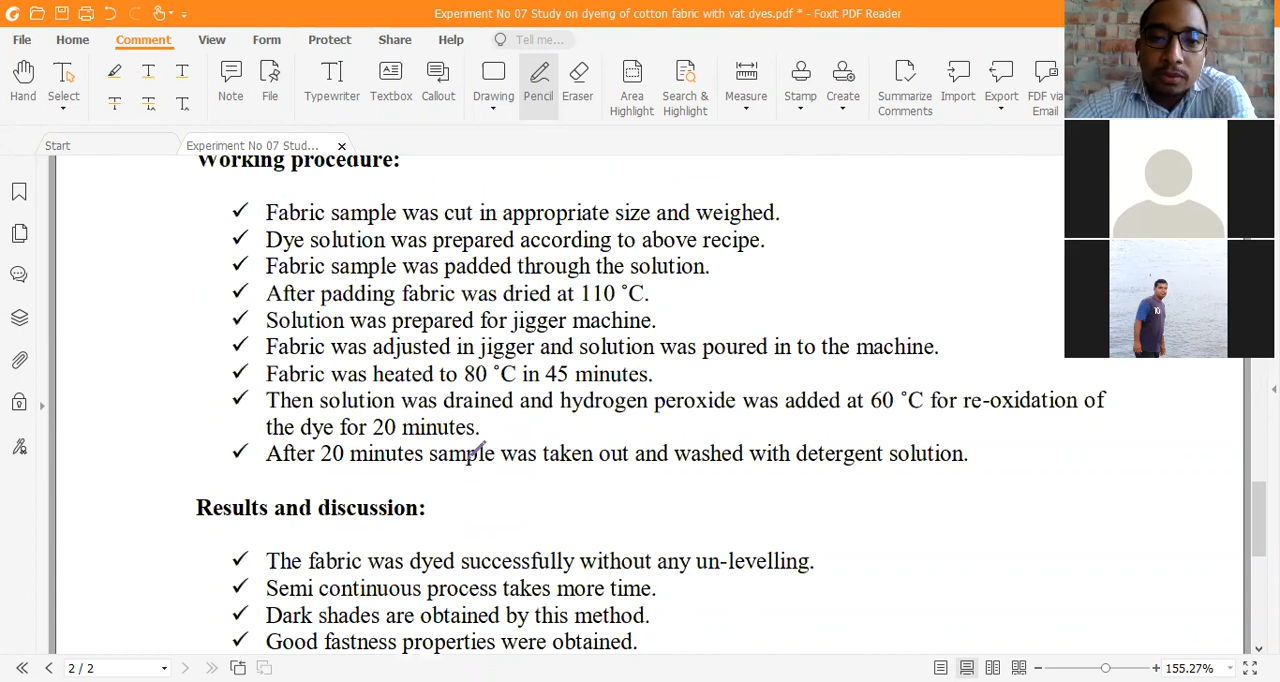 Experiment No 07 Study on dyeing of cotton fabric with vat dyes.pdf * - Foxit PDF Reader
File Home Comment View Form Protect Share Help Tell me...
Hand Select Note File Typewriter Textbox Callout Drawing Pencil Eraser Area Highlight Search & Highlight Measure Stamp Create Summarize Comments Import Export PDF via Email
Start Experiment No 07 Stud...
Working procedure:
✓ Fabric sample was cut in appropriate size and weighed.
✓ Dye solution was prepared according to above recipe.
✓ Fabric sample was padded through the solution.
✓ After padding fabric was dried at 110 ˚C.
✓ Solution was prepared for jigger machine.
✓ Fabric was adjusted in jigger and solution was poured in to the machine.
✓ Fabric was heated to 80 ˚C in 45 minutes.
✓ Then solution was drained and hydrogen peroxide was added at 60 ˚C for re-oxidation of
the dye for 20 minutes.
✓ After 20 minutes sample was taken out and washed with detergent solution.
Results and discussion:
✓ The fabric was dyed successfully without any un-levelling.
✓ Semi continuous process takes more time.
✓ Dark shades are obtained by this method.
✓ Good fastness properties were obtained.
2 / 2 155.27%
10